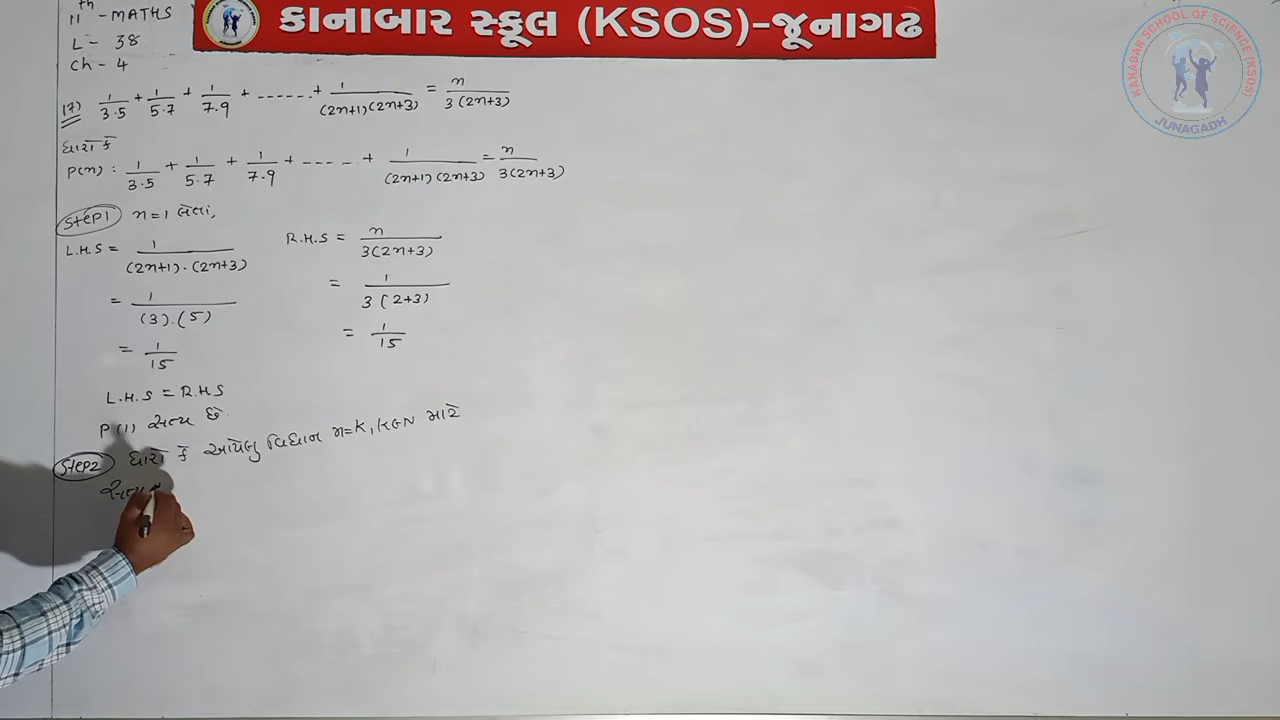 11th - MATHS
L - 38
Ch - 4
કાનાબાર સ્કૂલ (KSOS)-જૂનાગઢ
KANABAR SCHOOL OF SCIENCE (KSOS)
JUNAGADH
17) 1/3·5 + 1/5·7 + 1/7·9 + ------ + 1/(2n+1)(2n+3) = n/3(2n+3)
ધારો કે
P(n) : 1/3·5 + 1/5·7 + 1/7·9 + ----- + 1/(2n+1)(2n+3) = n/3(2n+3)
Step1 n=1 લેતાં,
L.H.S = 1/(2n+1)·(2n+3) R.H.S = n/3(2n+3)
= 1/(3)·(5) = 1/3(2+3)
= 1/15 = 1/15
L.H.S = R.H.S
P(1) સત્ય છે.
Step2 ધારો કે આપેલુ વિધાન n=K, K∈N માટે
સત્ય